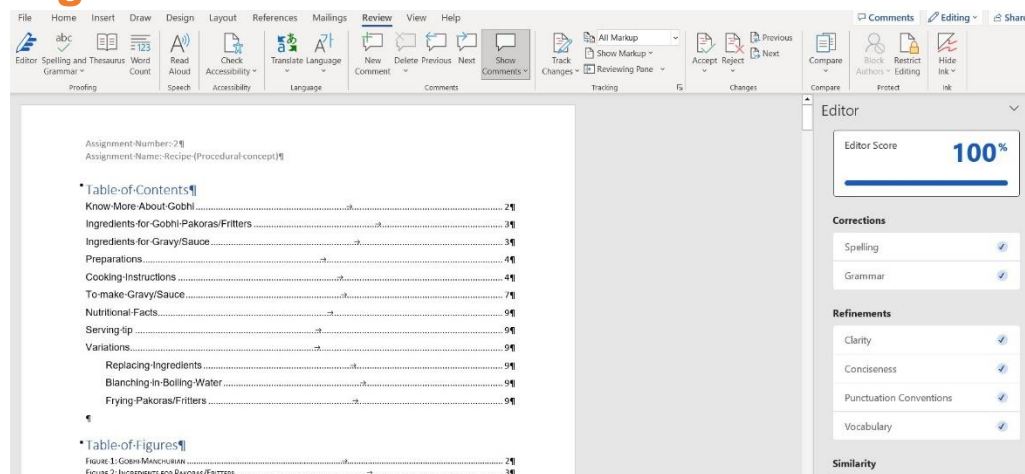 File Home Insert Draw Design Layout References Mailings Review View Help Comments Editing Shar
Editor Spelling and Grammar Thesaurus Word Count Read Aloud Check Accessibility Translate Language New Comment Delete Previous Next Show Comments Track Changes All Markup Show Markup Reviewing Pane Accept Reject Previous Next Compare Block Authors Restrict Editing Hide Ink
Proofing Speech Accessibility Language Comments Tracking Changes Compare Protect Ink
Assignment Number: 2¶
Assignment Name: Recipe (Procedural concept)¶
Table of Contents¶
Know More About Gobhi → 2¶
Ingredients for Gobhi Pakoras/Fritters → 3¶
Ingredients for Gravy/Sauce → 3¶
Preparations → 4¶
Cooking Instructions → 4¶
To make Gravy/Sauce → 7¶
Nutritional Facts → 9¶
Serving tip → 9¶
Variations → 9¶
Replacing Ingredients → 9¶
Blanching in Boiling Water → 9¶
Frying Pakoras/Fritters → 9¶
¶
Table of Figures¶
Figure 1: Gobhi Manchurian → 2¶
Figure 2: Ingredients for Pakoras/Fritters → 3¶
Editor
Editor Score 100%
Corrections
Spelling
Grammar
Refinements
Clarity
Conciseness
Punctuation Conventions
Vocabulary
Similarity